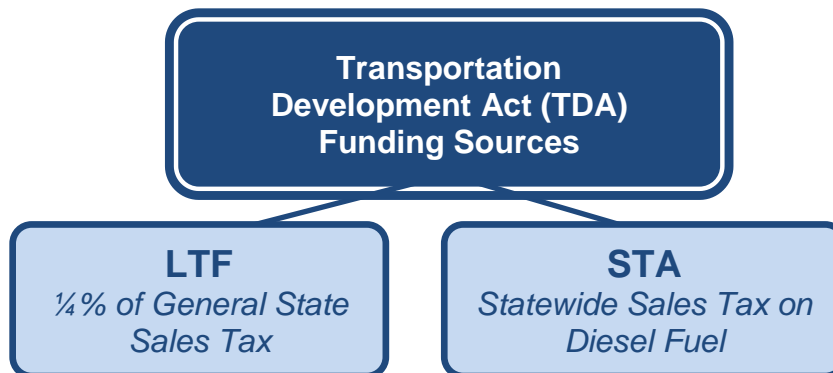 Transportation
Development Act (TDA)
Funding Sources
LTF
¼% of General State
Sales Tax
STA
Statewide Sales Tax on
Diesel Fuel